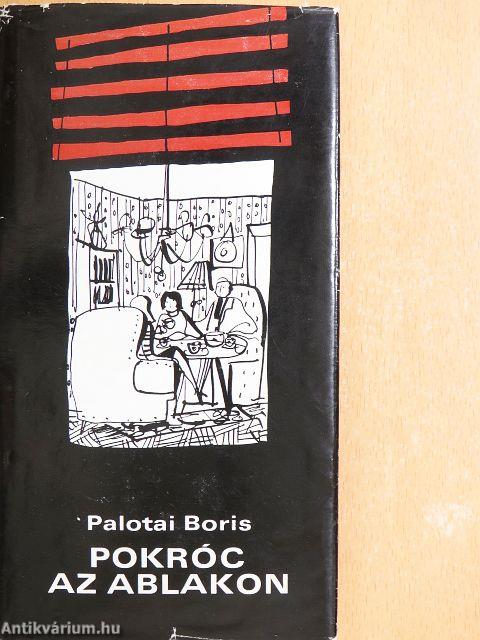 Palotai Boris
POKRÓC
AZ ABLAKON
Antikvárium.hu